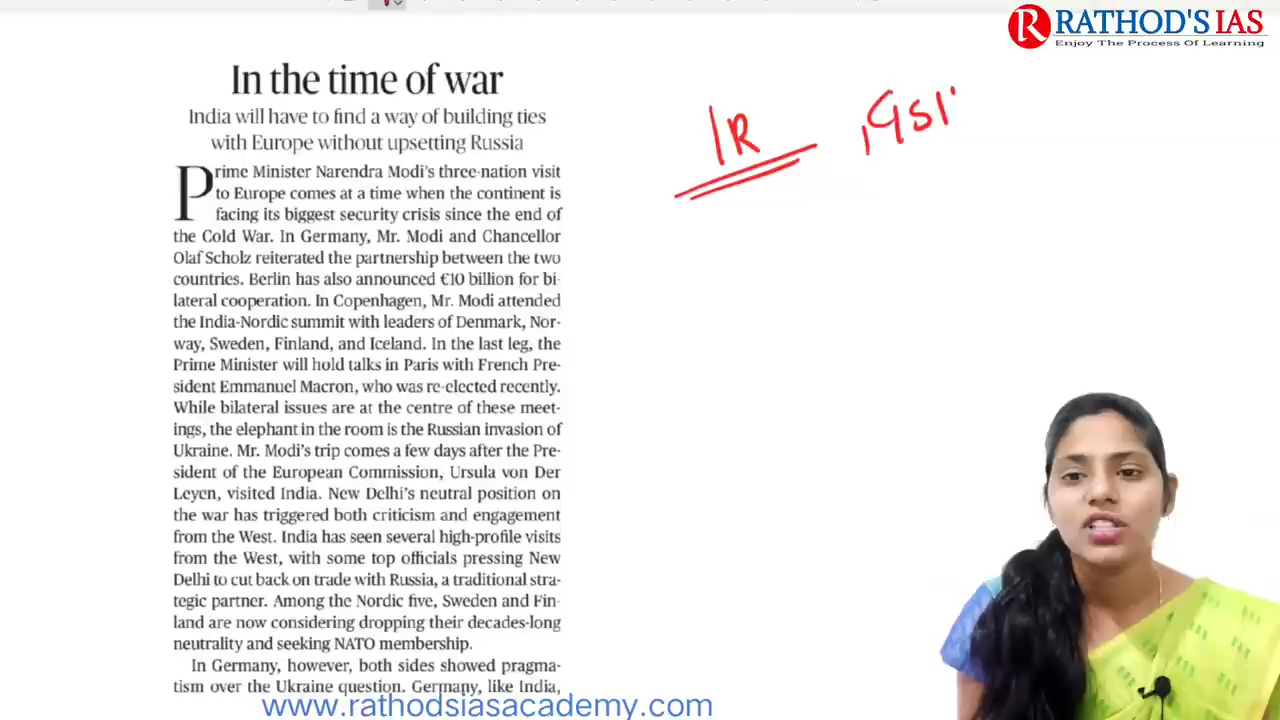 RATHOD'S IAS
Enjoy The Process Of Learning
In the time of war
India will have to find a way of building ties
with Europe without upsetting Russia
Prime Minister Narendra Modi's three-nation visit
to Europe comes at a time when the continent is
facing its biggest security crisis since the end of
the Cold War. In Germany, Mr. Modi and Chancellor
Olaf Scholz reiterated the partnership between the two
countries. Berlin has also announced €10 billion for bi-
lateral cooperation. In Copenhagen, Mr. Modi attended
the India-Nordic summit with leaders of Denmark, Nor-
way, Sweden, Finland, and Iceland. In the last leg, the
Prime Minister will hold talks in Paris with French Pre-
sident Emmanuel Macron, who was re-elected recently.
While bilateral issues are at the centre of these meet-
ings, the elephant in the room is the Russian invasion of
Ukraine. Mr. Modi's trip comes a few days after the Pre-
sident of the European Commission, Ursula von Der
Leyen, visited India. New Delhi's neutral position on
the war has triggered both criticism and engagement
from the West. India has seen several high-profile visits
from the West, with some top officials pressing New
Delhi to cut back on trade with Russia, a traditional stra-
tegic partner. Among the Nordic five, Sweden and Fin-
land are now considering dropping their decades-long
neutrality and seeking NATO membership.
In Germany, however, both sides showed pragma-
tism over the Ukraine question. Germany, like India,
IR
www.rathodsiasacademy.com